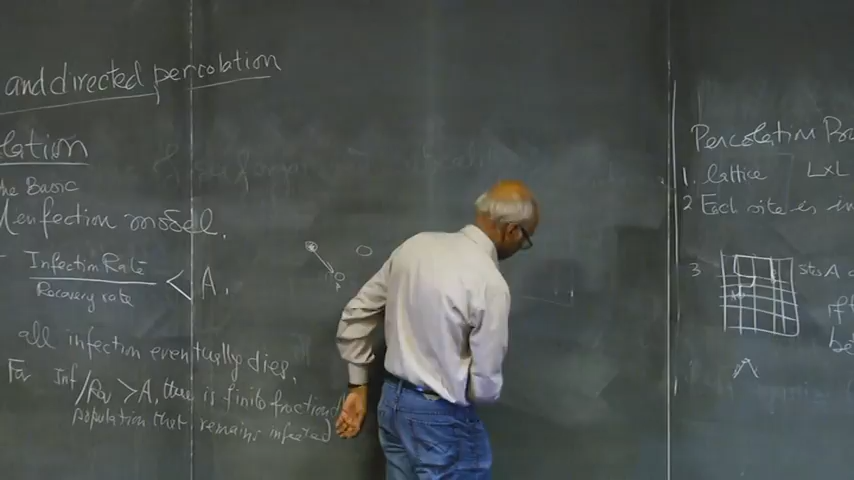 and directed percolation
lation
the Basic
infection model.
Infection Rate
Recovery rate
< A.
all infection eventually dies.
For Inf/Rec > A, there is finite fraction of
population that remains infected
Percolation Pro
1. Lattice L×L
2 Each site is in
3 sites A
if
be